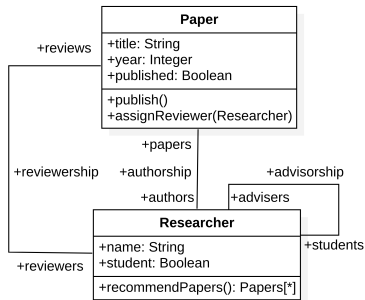 Paper
+reviews
+title: String
+year: Integer
+published: Boolean
+publish()
+assignReviewer(Researcher)
+papers
+reviewership
+authorship
+advisorship
+authors
+advisers
Researcher
+name: String
+student: Boolean
+students
+reviewers
+recommendPapers(): Papers[*]